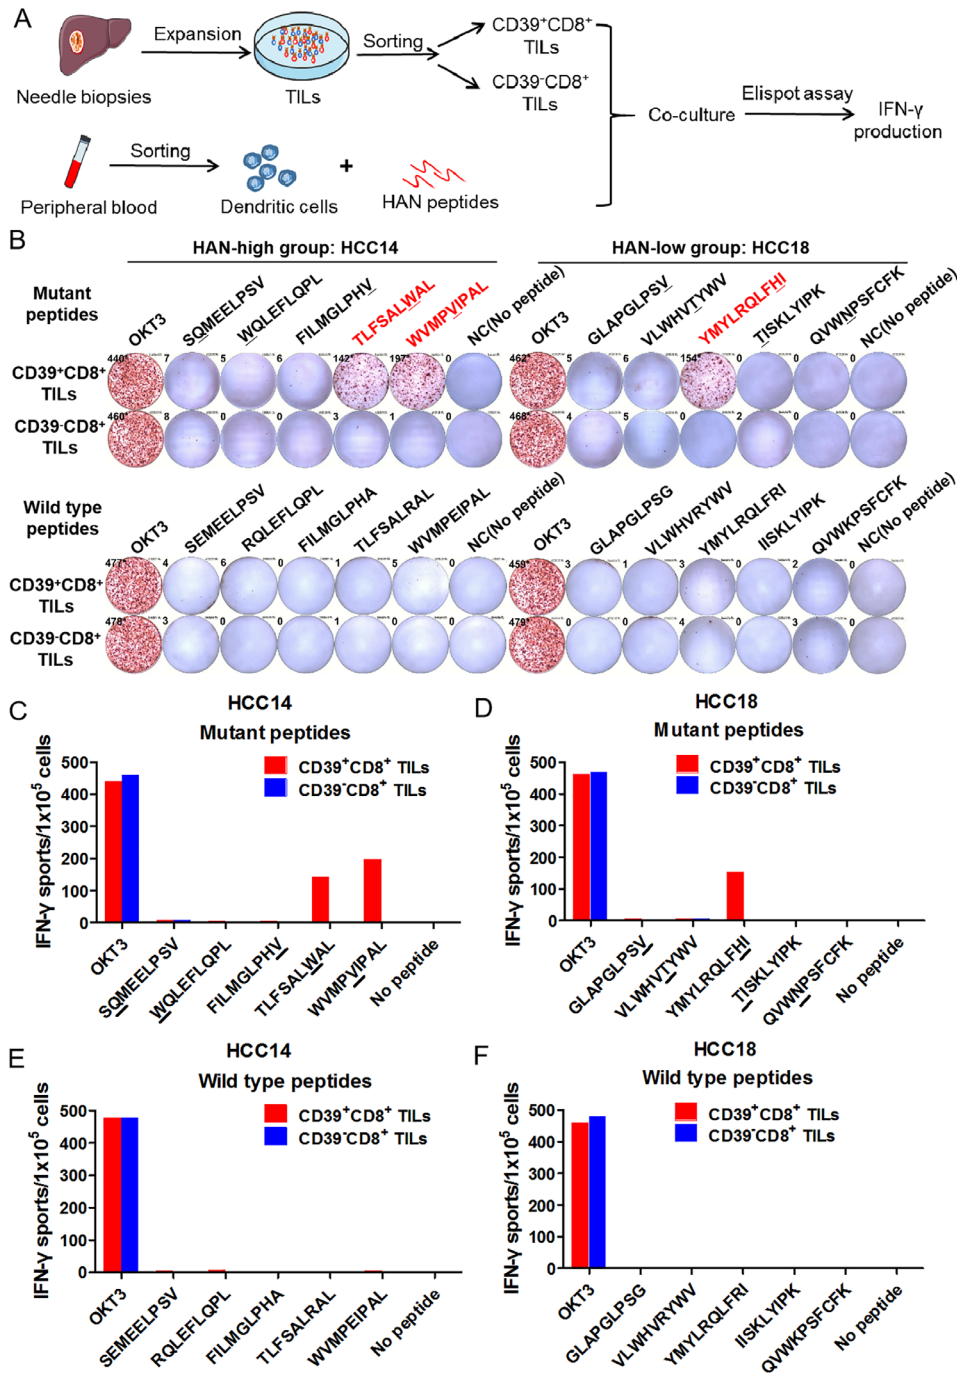 A
Needle biopsies
Expansion
TILs
Sorting
CD39⁺CD8⁺
TILs
CD39⁻CD8⁺
TILs
Co-culture
Elispot assay
IFN-γ
production
Peripheral blood
Sorting
Dendritic cells
+
HAN peptides
B
HAN-high group: HCC14
HAN-low group: HCC18
Mutant
peptides
OKT3
SQMEELPSV
WQLEFLQPL
FILMGLPHV
TLFSALWAL
WVMPVIPAL
NC(No peptide)
OKT3
GLAPGLPSV
VLWHVTYWV
YMYLRQLFHI
TISKLYIPK
QVWNPSFCFK
NC(No peptide)
CD39⁺CD8⁺
TILs
440* 7 5 6 142* 197* 0 462* 5 6 154* 0 0 0
CD39⁻CD8⁺
TILs
460* 8 0 0 3 1 0 468* 4 5 0 2 0 0
Wild type
peptides
OKT3
SEMEELPSV
RQLEFLQPL
FILMGLPHA
TLFSALRAL
WVMPEIPAL
NC(No peptide)
OKT3
GLAPGLPSG
VLWHVRYWV
YMYLRQLFRI
IISKLYIPK
QVWKPSFCFK
NC(No peptide)
CD39⁺CD8⁺
TILs
477* 4 6 0 1 5 0 459* 3 1 3 0 2 0
CD39⁻CD8⁺
TILs
478* 3 0 0 1 0 0 479* 0 0 4 1 3 0
C
HCC14
Mutant peptides
CD39⁺CD8⁺ TILs
CD39⁻CD8⁺ TILs
IFN-γ sports/1x10⁵ cells
500
400
300
200
100
0
OKT3
SQMEELPSV
WQLEFLQPL
FILMGLPHV
TLFSALWAL
WVMPVIPAL
No peptide
D
HCC18
Mutant peptides
CD39⁺CD8⁺ TILs
CD39⁻CD8⁺ TILs
IFN-γ sports/1x10⁵ cells
500
400
300
200
100
0
OKT3
GLAPGLPSV
VLWHVTYWV
YMYLRQLFHI
TISKLYIPK
QVWNPSFCFK
No peptide
E
HCC14
Wild type peptides
CD39⁺CD8⁺ TILs
CD39⁻CD8⁺ TILs
IFN-γ sports/1x10⁵ cells
500
400
300
200
100
0
OKT3
SEMEELPSV
RQLEFLQPL
FILMGLPHA
TLFSALRAL
WVMPEIPAL
No peptide
F
HCC18
Wild type peptides
CD39⁺CD8⁺ TILs
CD39⁻CD8⁺ TILs
IFN-γ sports/1x10⁵ cells
500
400
300
200
100
0
OKT3
GLAPGLPSG
VLWHVRYWV
YMYLRQLFRI
IISKLYIPK
QVWKPSFCFK
No peptide